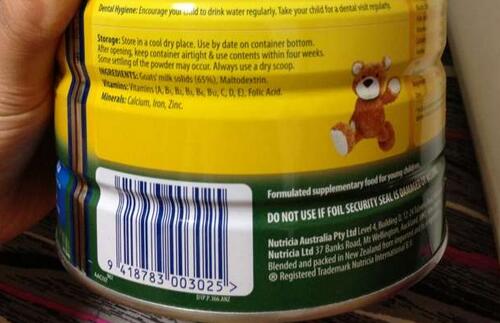 Dental Hygiene: Encourage your child to drink water regularly. Take your child for a dental visit regularly.
Storage: Store in a cool dry place. Use by date on container bottom.
After opening, keep container airtight & use contents within four weeks.
Some settling of the powder may occur. Always use a dry scoop.
INGREDIENTS: Goats' milk solids (65%), Maltodextrin.
Vitamins: Vitamins (A, B1, B2, B3, B6, B12, C, D, E), Folic Acid.
Minerals: Calcium, Iron, Zinc.
Formulated supplementary food for young children.
DO NOT USE IF FOIL SECURITY SEAL IS DAMAGED OR
Nutricia Australia Pty Ltd Level 4, Building D, 12-24
Nutricia Ltd 37 Banks Road, Mt Wellington, Auckland,
Blended and packed in New Zealand from imported and
® Registered Trademark Nutricia International B.V.
9 418783 003025 >